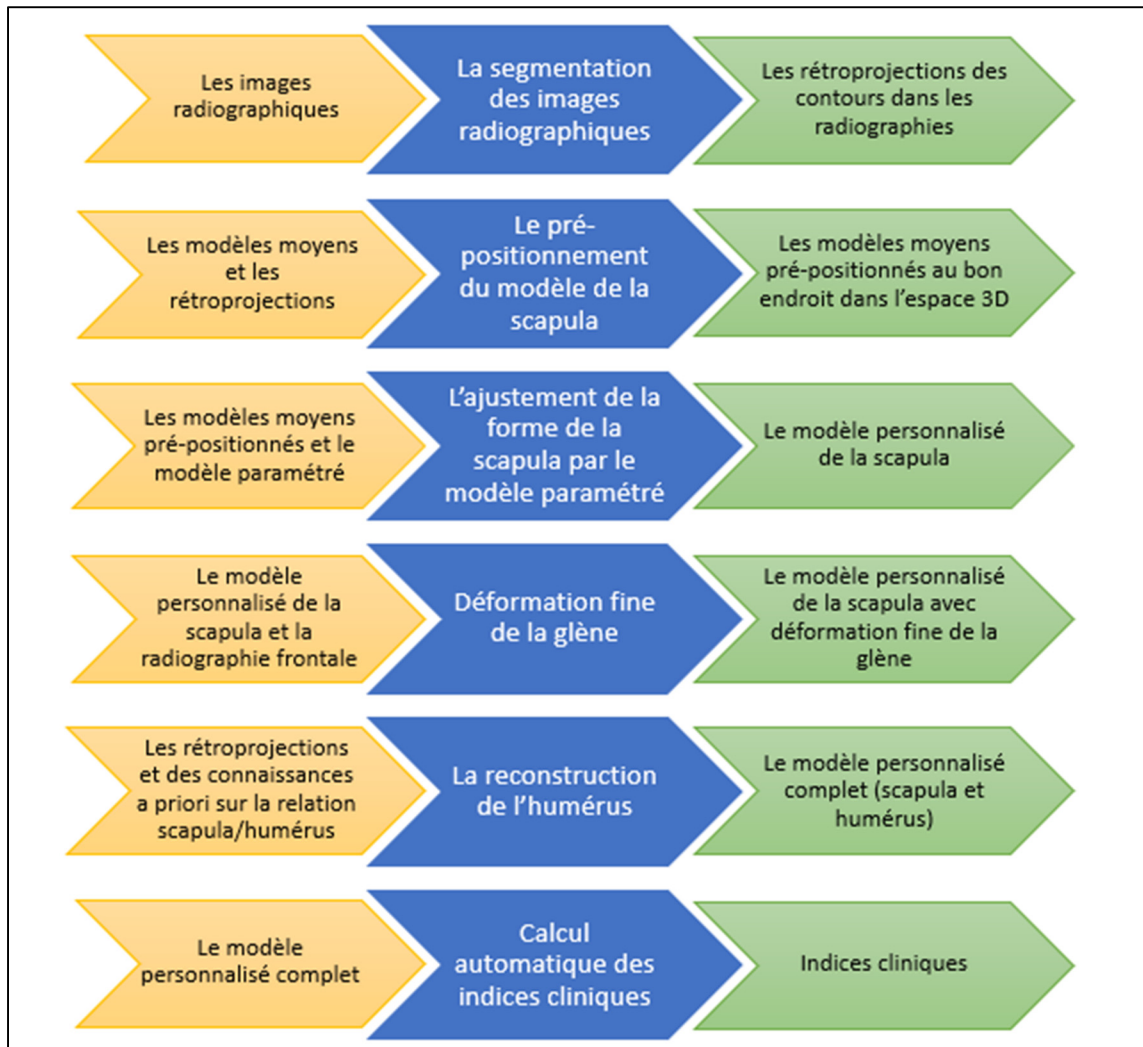 Les images
radiographiques
La segmentation
des images
radiographiques
Les rétroprojections des
contours dans les
radiographies
Les modèles moyens
et les
rétroprojections
Le pré-
positionnement
du modèle de la
scapula
Les modèles moyens
pré-positionnés au bon
endroit dans l'espace 3D
Les modèles moyens
pré-positionnés et le
modèle paramétré
L'ajustement de la
forme de la
scapula par le
modèle paramétré
Le modèle personnalisé
de la scapula
Le modèle
personnalisé de la
scapula et la
radiographie frontale
Déformation fine
de la glène
Le modèle personnalisé
de la scapula avec
déformation fine de la
glène
Les rétroprojections
et des connaissances
a priori sur la relation
scapula/humérus
La reconstruction
de l'humérus
Le modèle personnalisé
complet (scapula et
humérus)
Le modèle
personnalisé complet
Calcul
automatique des
indices cliniques
Indices cliniques